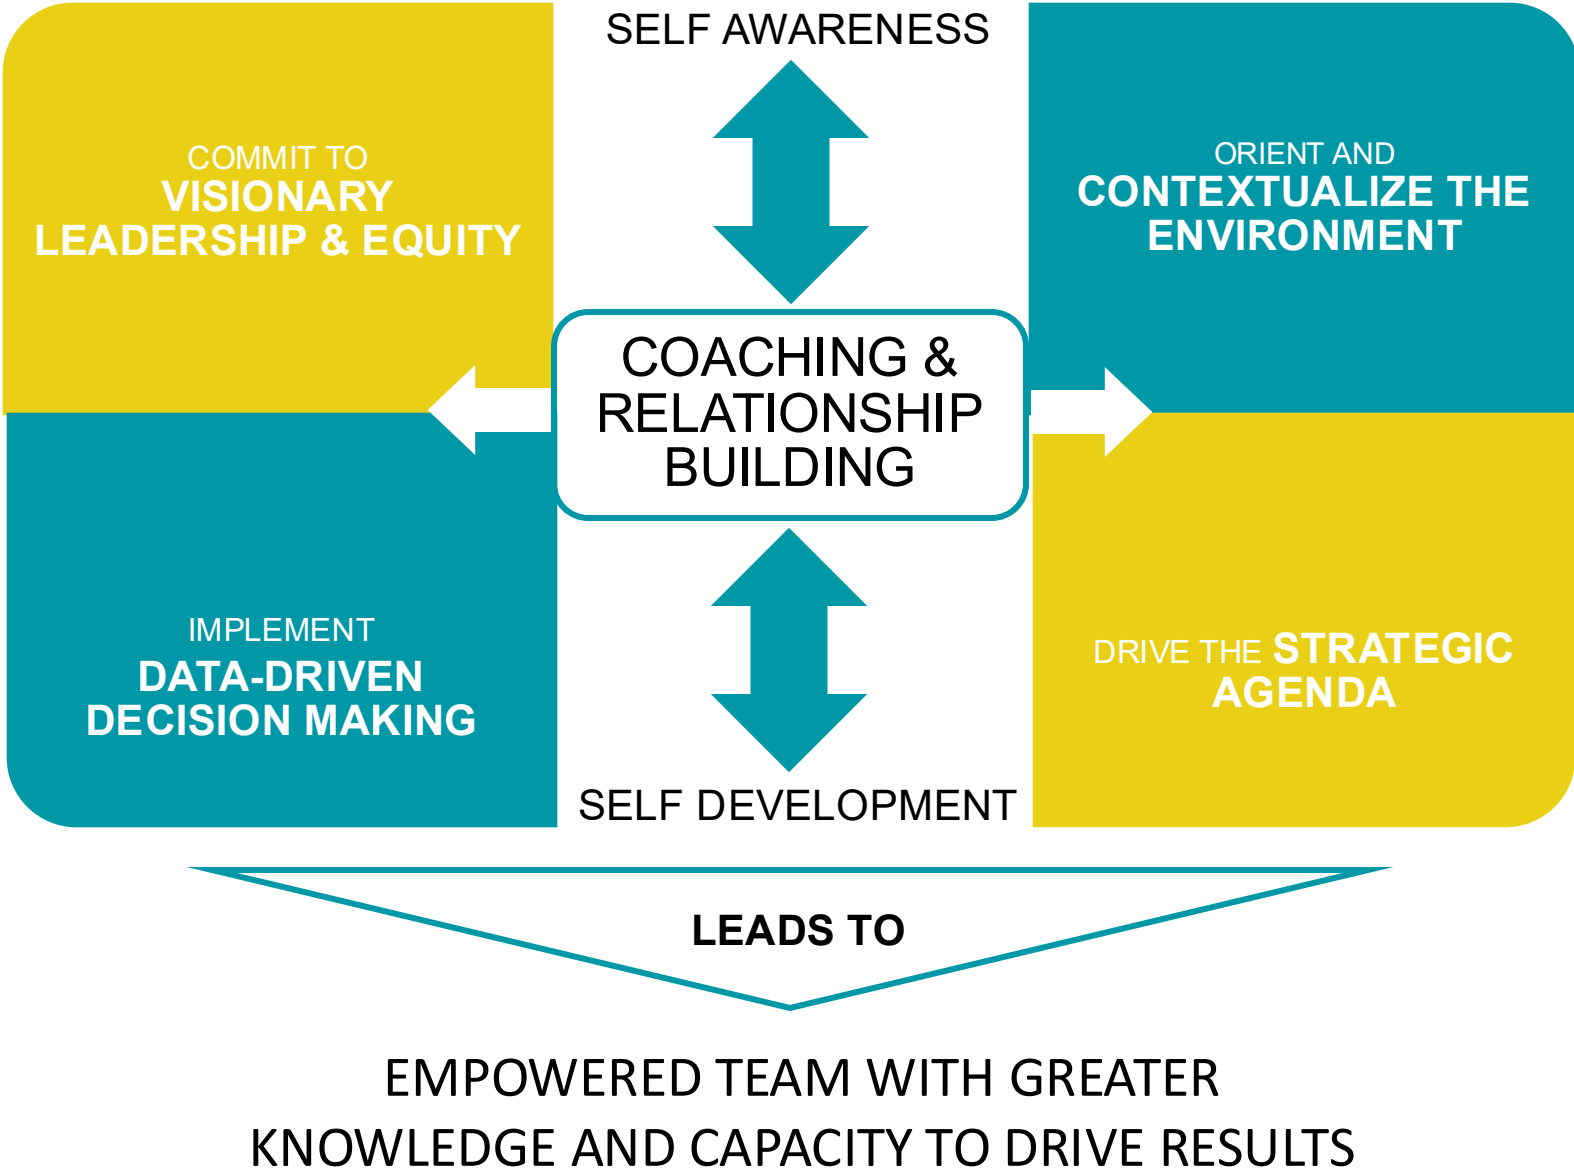 SELF AWARENESS
COMMIT TO
VISIONARY
LEADERSHIP & EQUITY
ORIENT AND
CONTEXTUALIZE THE
ENVIRONMENT
COACHING &
RELATIONSHIP
BUILDING
IMPLEMENT
DATA-DRIVEN
DECISION MAKING
DRIVE THE STRATEGIC
AGENDA
SELF DEVELOPMENT
LEADS TO
EMPOWERED TEAM WITH GREATER
KNOWLEDGE AND CAPACITY TO DRIVE RESULTS